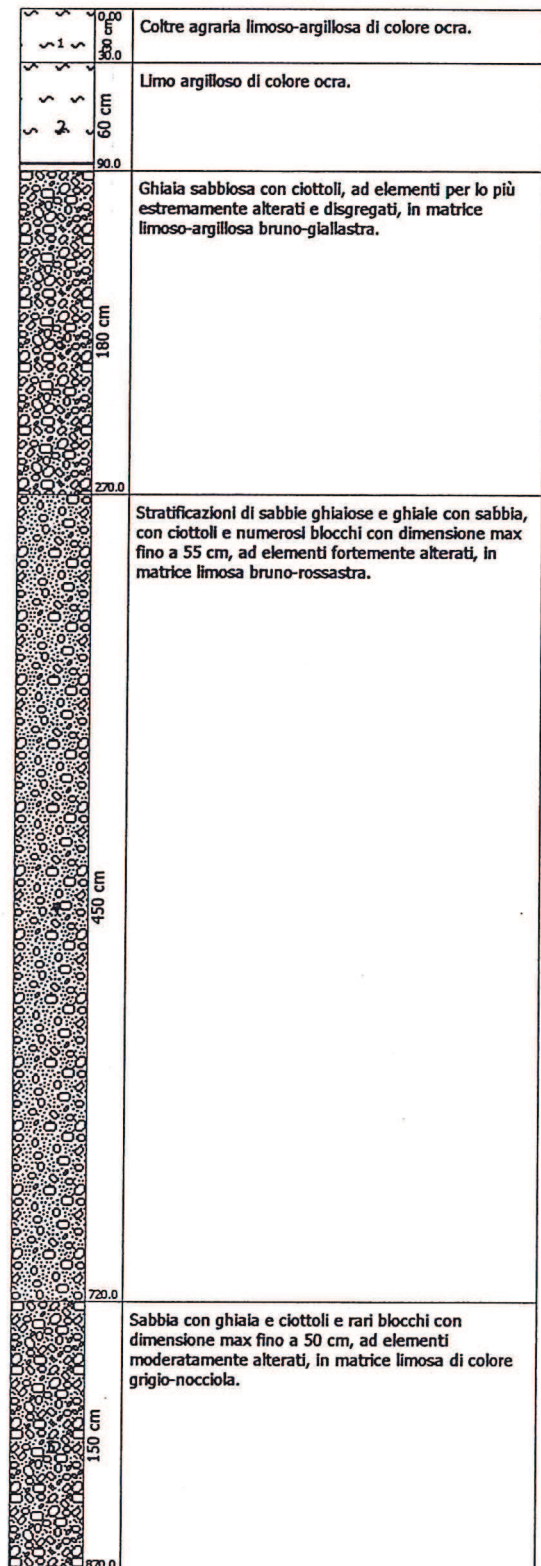 0.00
30 cm
1
30.0
Coltre agraria limoso-argillosa di colore ocra.
60 cm
2
90.0
Limo argilloso di colore ocra.
180 cm
270.0
Ghiaia sabbiosa con ciottoli, ad elementi per lo più
estremamente alterati e disgregati, in matrice
limoso-argillosa bruno-giallastra.
450 cm
720.0
Stratificazioni di sabbie ghiaiose e ghiaie con sabbia,
con ciottoli e numerosi blocchi con dimensione max
fino a 55 cm, ad elementi fortemente alterati, in
matrice limosa bruno-rossastra.
150 cm
870.0
Sabbia con ghiaia e ciottoli e rari blocchi con
dimensione max fino a 50 cm, ad elementi
moderatamente alterati, in matrice limosa di colore
grigio-nocciola.